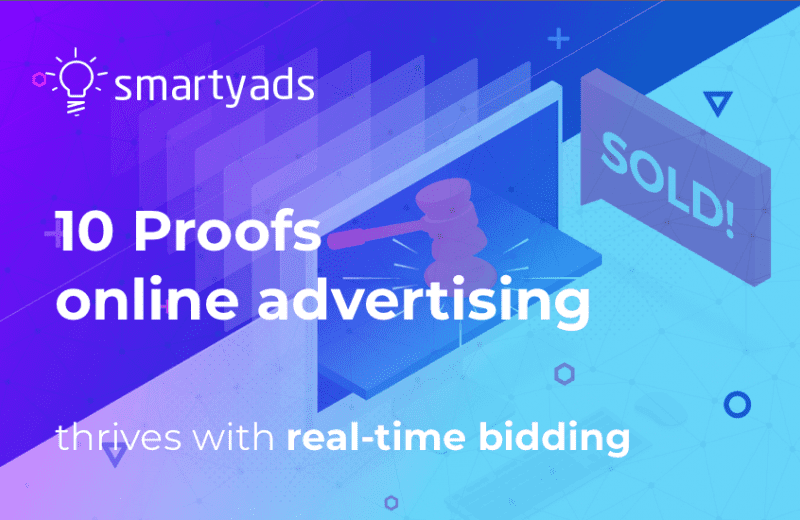 smartyads
SOLD!
10 Proofs
online advertising
thrives with real-time bidding